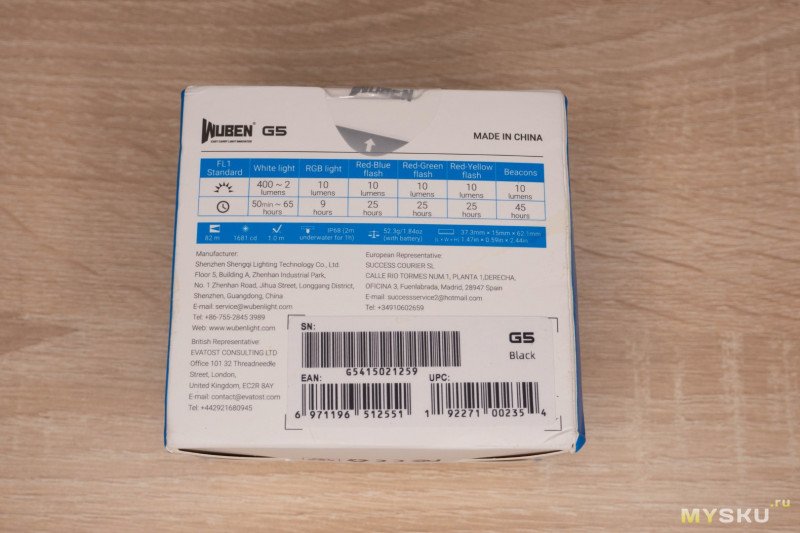 WUBEN® G5
MADE IN CHINA
FL1 Standard White light RGB light Red-Blue flash Red-Green flash Red-Yellow flash Beacons
400 ~ 2 lumens 10 lumens 10 lumens 10 lumens 10 lumens 10 lumens
50min ~ 65 hours 9 hours 25 hours 25 hours 25 hours 45 hours
82 m 1681 cd 1.0 m IP68 (2m underwater for 1h) 52.3g/1.84oz (with battery) 37.3mm × 15mm × 62.1mm (L × W × H) 1.47in × 0.59in × 2.44in
Manufacturer:
Shenzhen Shengqi Lighting Technology Co., Ltd.
Floor 5, Building A, Zhenhan Industrial Park,
No. 1 Zhenhan Road, Jihua Street, Longgang District,
Shenzhen, Guangdong, China
E-mail: service@wubenlight.com
Tel: +86-755-2845 3989
Web: www.wubenlight.com
British Representative:
EVATOST CONSULTING LTD
Office 101 32 Threadneedle
Street, London,
United Kingdom, EC2R 8AY
E-mail: contact@evatost.com
Tel: +442921680945
European Representative:
SUCCESS COURIER SL
CALLE RIO TORMES NUM.1, PLANTA 1,DERECHA,
OFICINA 3, Fuenlabrada, Madrid, 28947 Spain
E-mail: successservice2@hotmail.com
Tel: +34910602659
SN:
G5415021259
G5
Black
EAN:
6 971196 512551
UPC:
1 92271 00235 4
MYSKU.ru